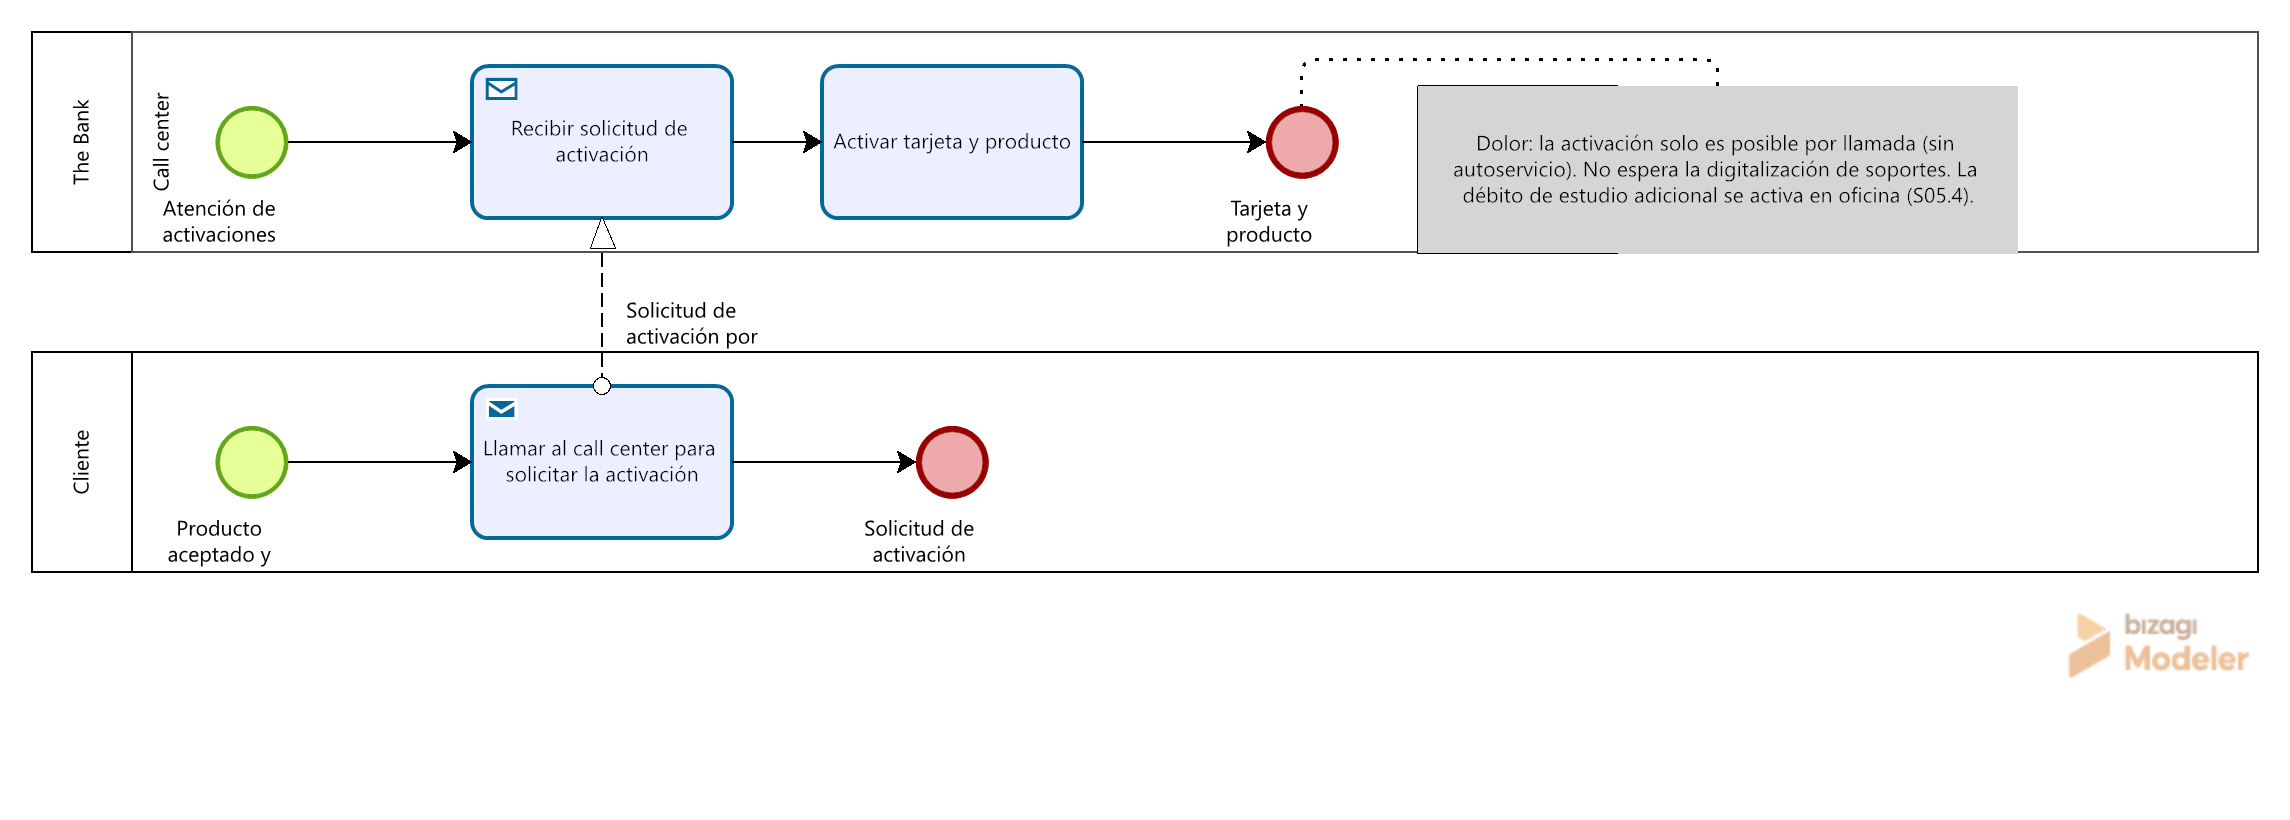 The Bank
Call center
Atención de
activaciones
Recibir solicitud de
activación
Activar tarjeta y producto
Tarjeta y
producto
Dolor: la activación solo es posible por llamada (sin
autoservicio). No espera la digitalización de soportes. La
débito de estudio adicional se activa en oficina (S05.4).
Solicitud de
activación por
Cliente
Producto
aceptado y
Llamar al call center para
solicitar la activación
Solicitud de
activación
bizagi
Modeler